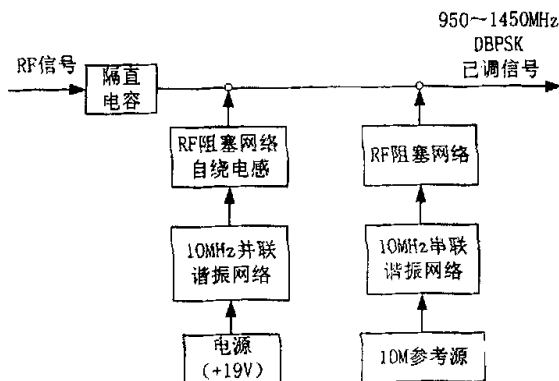 950～1450MHz
DBPSK
已调信号
RF信号
隔直
电容
RF阻塞网络
自绕电感
RF阻塞网络
10MHz并联
谐振网络
10MHz串联
谐振网络
电源
(+19V)
10M参考源